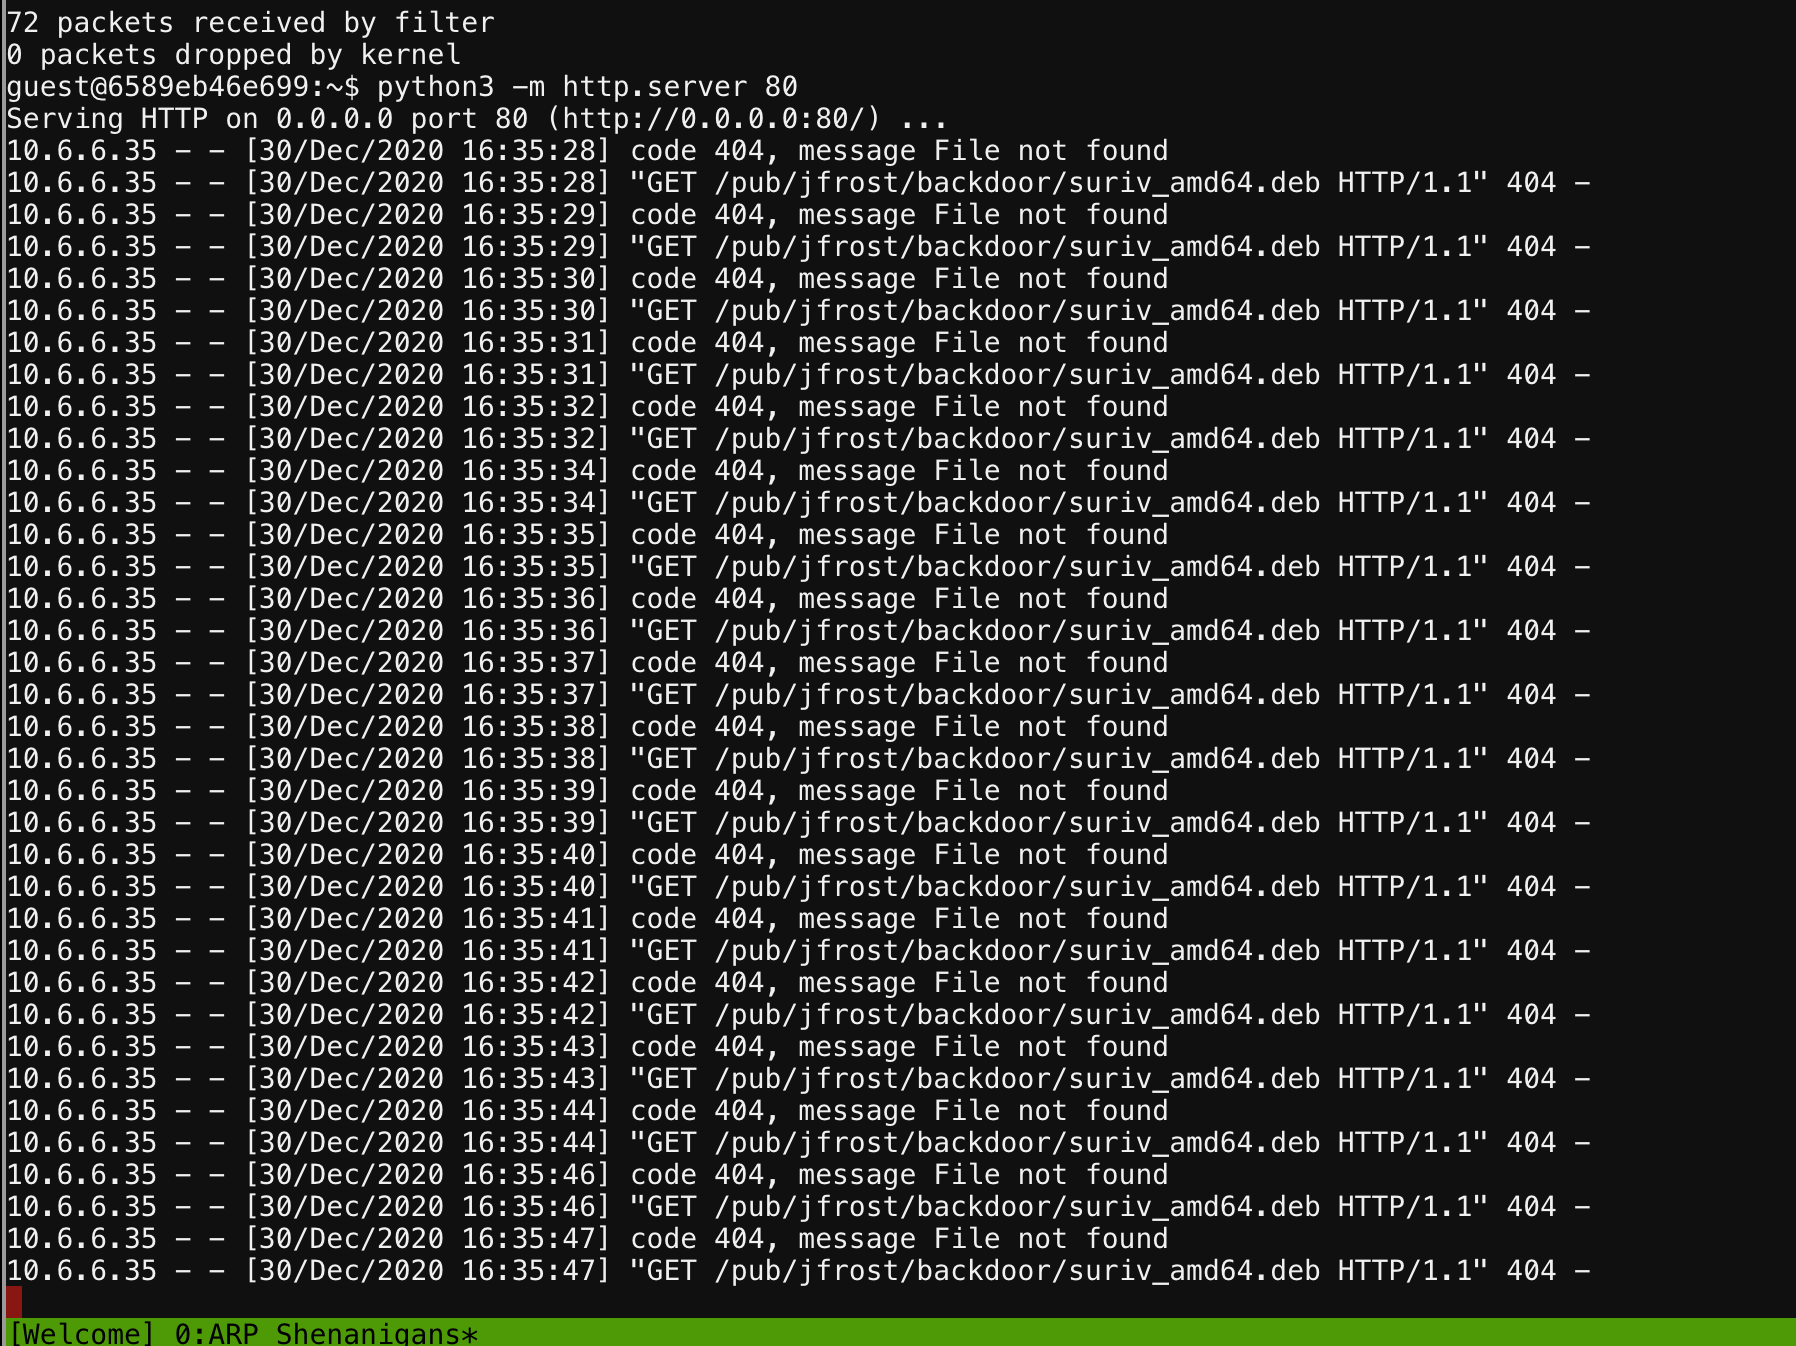 72 packets received by filter
0 packets dropped by kernel
guest@6589eb46e699:~$ python3 -m http.server 80
Serving HTTP on 0.0.0.0 port 80 (http://0.0.0.0:80/) ...
10.6.6.35 - - [30/Dec/2020 16:35:28] code 404, message File not found
10.6.6.35 - - [30/Dec/2020 16:35:28] "GET /pub/jfrost/backdoor/suriv_amd64.deb HTTP/1.1" 404 -
10.6.6.35 - - [30/Dec/2020 16:35:29] code 404, message File not found
10.6.6.35 - - [30/Dec/2020 16:35:29] "GET /pub/jfrost/backdoor/suriv_amd64.deb HTTP/1.1" 404 -
10.6.6.35 - - [30/Dec/2020 16:35:30] code 404, message File not found
10.6.6.35 - - [30/Dec/2020 16:35:30] "GET /pub/jfrost/backdoor/suriv_amd64.deb HTTP/1.1" 404 -
10.6.6.35 - - [30/Dec/2020 16:35:31] code 404, message File not found
10.6.6.35 - - [30/Dec/2020 16:35:31] "GET /pub/jfrost/backdoor/suriv_amd64.deb HTTP/1.1" 404 -
10.6.6.35 - - [30/Dec/2020 16:35:32] code 404, message File not found
10.6.6.35 - - [30/Dec/2020 16:35:32] "GET /pub/jfrost/backdoor/suriv_amd64.deb HTTP/1.1" 404 -
10.6.6.35 - - [30/Dec/2020 16:35:34] code 404, message File not found
10.6.6.35 - - [30/Dec/2020 16:35:34] "GET /pub/jfrost/backdoor/suriv_amd64.deb HTTP/1.1" 404 -
10.6.6.35 - - [30/Dec/2020 16:35:35] code 404, message File not found
10.6.6.35 - - [30/Dec/2020 16:35:35] "GET /pub/jfrost/backdoor/suriv_amd64.deb HTTP/1.1" 404 -
10.6.6.35 - - [30/Dec/2020 16:35:36] code 404, message File not found
10.6.6.35 - - [30/Dec/2020 16:35:36] "GET /pub/jfrost/backdoor/suriv_amd64.deb HTTP/1.1" 404 -
10.6.6.35 - - [30/Dec/2020 16:35:37] code 404, message File not found
10.6.6.35 - - [30/Dec/2020 16:35:37] "GET /pub/jfrost/backdoor/suriv_amd64.deb HTTP/1.1" 404 -
10.6.6.35 - - [30/Dec/2020 16:35:38] code 404, message File not found
10.6.6.35 - - [30/Dec/2020 16:35:38] "GET /pub/jfrost/backdoor/suriv_amd64.deb HTTP/1.1" 404 -
10.6.6.35 - - [30/Dec/2020 16:35:39] code 404, message File not found
10.6.6.35 - - [30/Dec/2020 16:35:39] "GET /pub/jfrost/backdoor/suriv_amd64.deb HTTP/1.1" 404 -
10.6.6.35 - - [30/Dec/2020 16:35:40] code 404, message File not found
10.6.6.35 - - [30/Dec/2020 16:35:40] "GET /pub/jfrost/backdoor/suriv_amd64.deb HTTP/1.1" 404 -
10.6.6.35 - - [30/Dec/2020 16:35:41] code 404, message File not found
10.6.6.35 - - [30/Dec/2020 16:35:41] "GET /pub/jfrost/backdoor/suriv_amd64.deb HTTP/1.1" 404 -
10.6.6.35 - - [30/Dec/2020 16:35:42] code 404, message File not found
10.6.6.35 - - [30/Dec/2020 16:35:42] "GET /pub/jfrost/backdoor/suriv_amd64.deb HTTP/1.1" 404 -
10.6.6.35 - - [30/Dec/2020 16:35:43] code 404, message File not found
10.6.6.35 - - [30/Dec/2020 16:35:43] "GET /pub/jfrost/backdoor/suriv_amd64.deb HTTP/1.1" 404 -
10.6.6.35 - - [30/Dec/2020 16:35:44] code 404, message File not found
10.6.6.35 - - [30/Dec/2020 16:35:44] "GET /pub/jfrost/backdoor/suriv_amd64.deb HTTP/1.1" 404 -
10.6.6.35 - - [30/Dec/2020 16:35:46] code 404, message File not found
10.6.6.35 - - [30/Dec/2020 16:35:46] "GET /pub/jfrost/backdoor/suriv_amd64.deb HTTP/1.1" 404 -
10.6.6.35 - - [30/Dec/2020 16:35:47] code 404, message File not found
10.6.6.35 - - [30/Dec/2020 16:35:47] "GET /pub/jfrost/backdoor/suriv_amd64.deb HTTP/1.1" 404 -
[Welcome] 0:ARP Shenanigans*